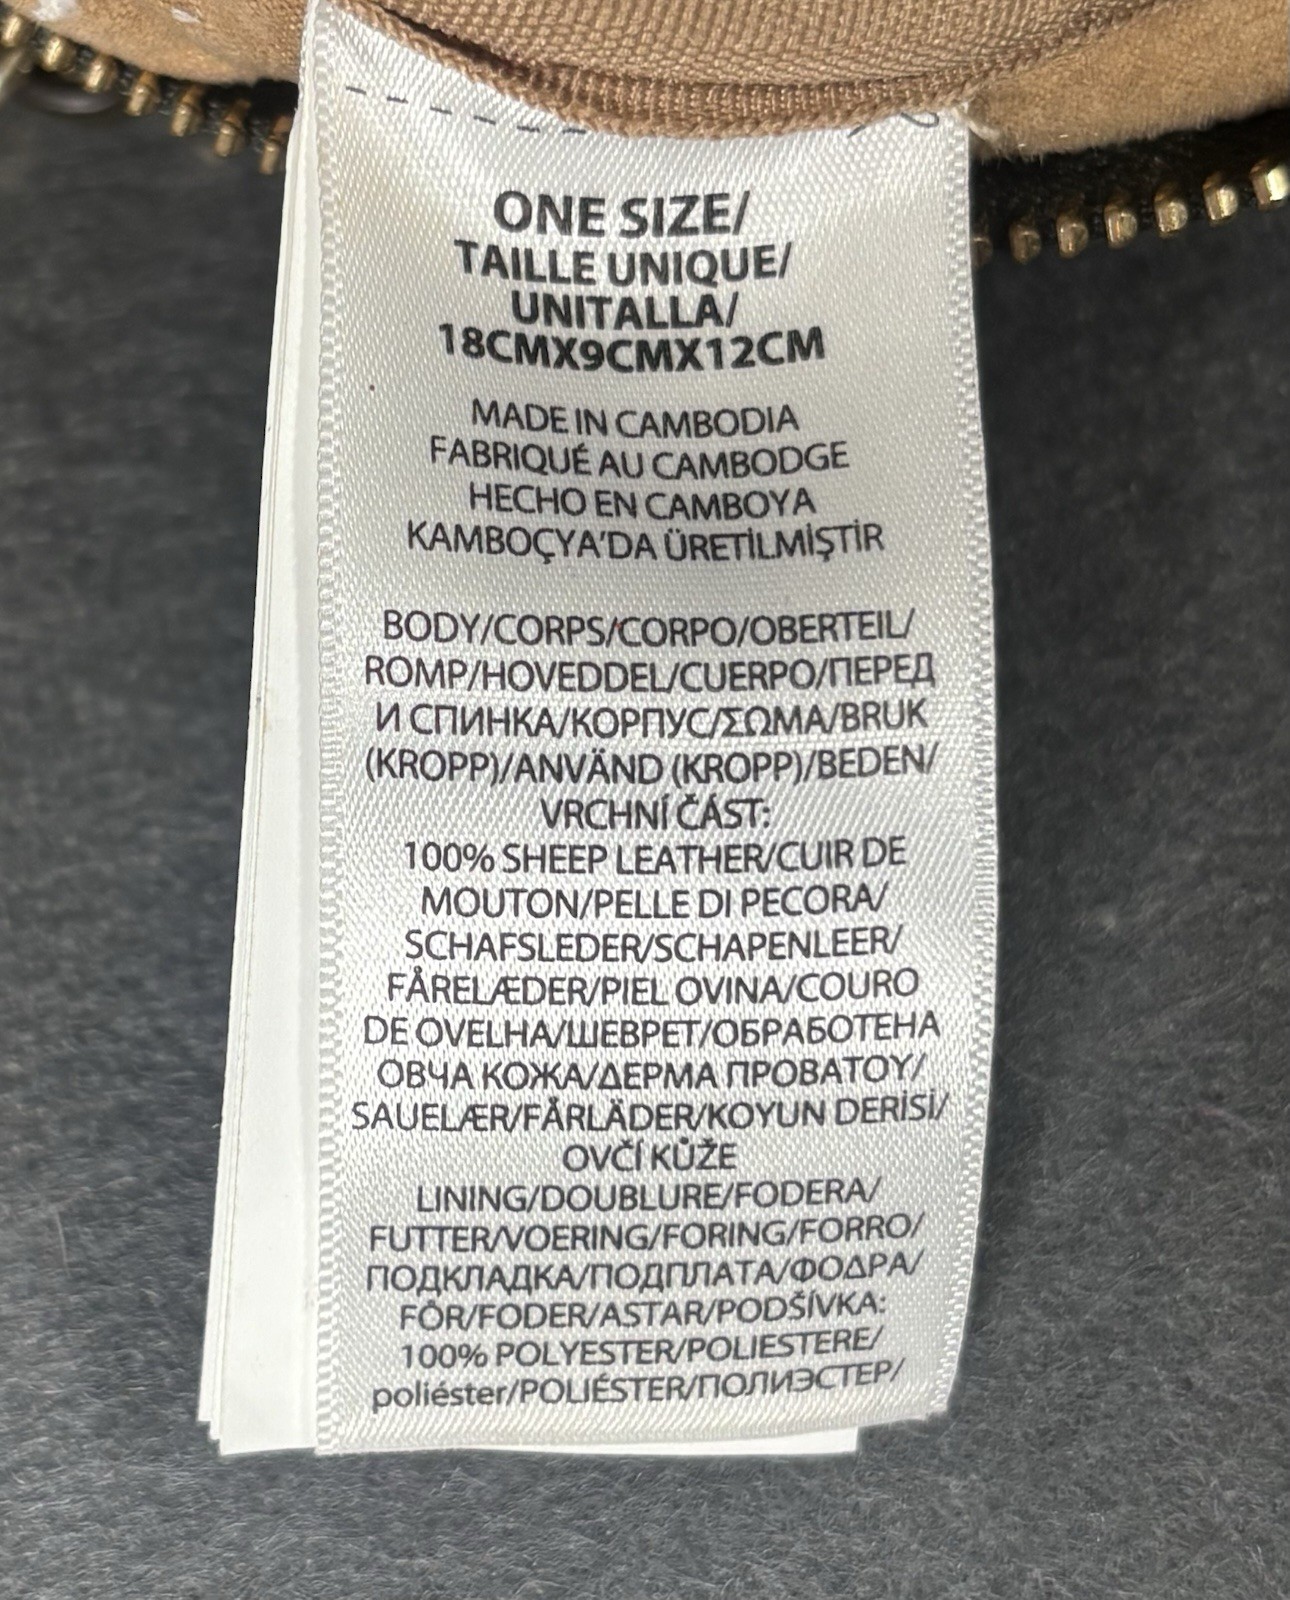 ONE SIZE/
TAILLE UNIQUE/
UNITALLA/
18CMX9CMX12CM
MADE IN CAMBODIA
FABRIQUÉ AU CAMBODGE
HECHO EN CAMBOYA
KAMBOÇYA'DA ÜRETİLMİŞTİR
BODY/CORPS/CORPO/OBERTEIL/
ROMP/HOVEDDEL/CUERPO/ПЕРЕД
И СПИНКА/КОРПУС/ΣΩΜΑ/BRUK
(KROPP)/ANVÄND (KROPP)/BEDEN/
VRCHNÍ ČÁST:
100% SHEEP LEATHER/CUIR DE
MOUTON/PELLE DI PECORA/
SCHAFSLEDER/SCHAPENLEER/
FÅRELÆDER/PIEL OVINA/COURO
DE OVELHA/ШЕВРЕТ/ОБРАБОТЕНА
ОВЧА КОЖА/ΔΕΡΜΑ ΠΡΟΒΑΤΟΥ/
SAUELÆR/FÅRLÄDER/KOYUN DERİSİ/
OVČÍ KŮŽE
LINING/DOUBLURE/FODERA/
FUTTER/VOERING/FORING/FORRO/
ПОДКЛАДКА/ПОДПЛАТА/ΦΟΔΡΑ/
FÔR/FODER/ASTAR/PODŠÍVKA:
100% POLYESTER/POLIESTERE/
poliéster/POLIÉSTER/ПОЛИЭСТЕР/